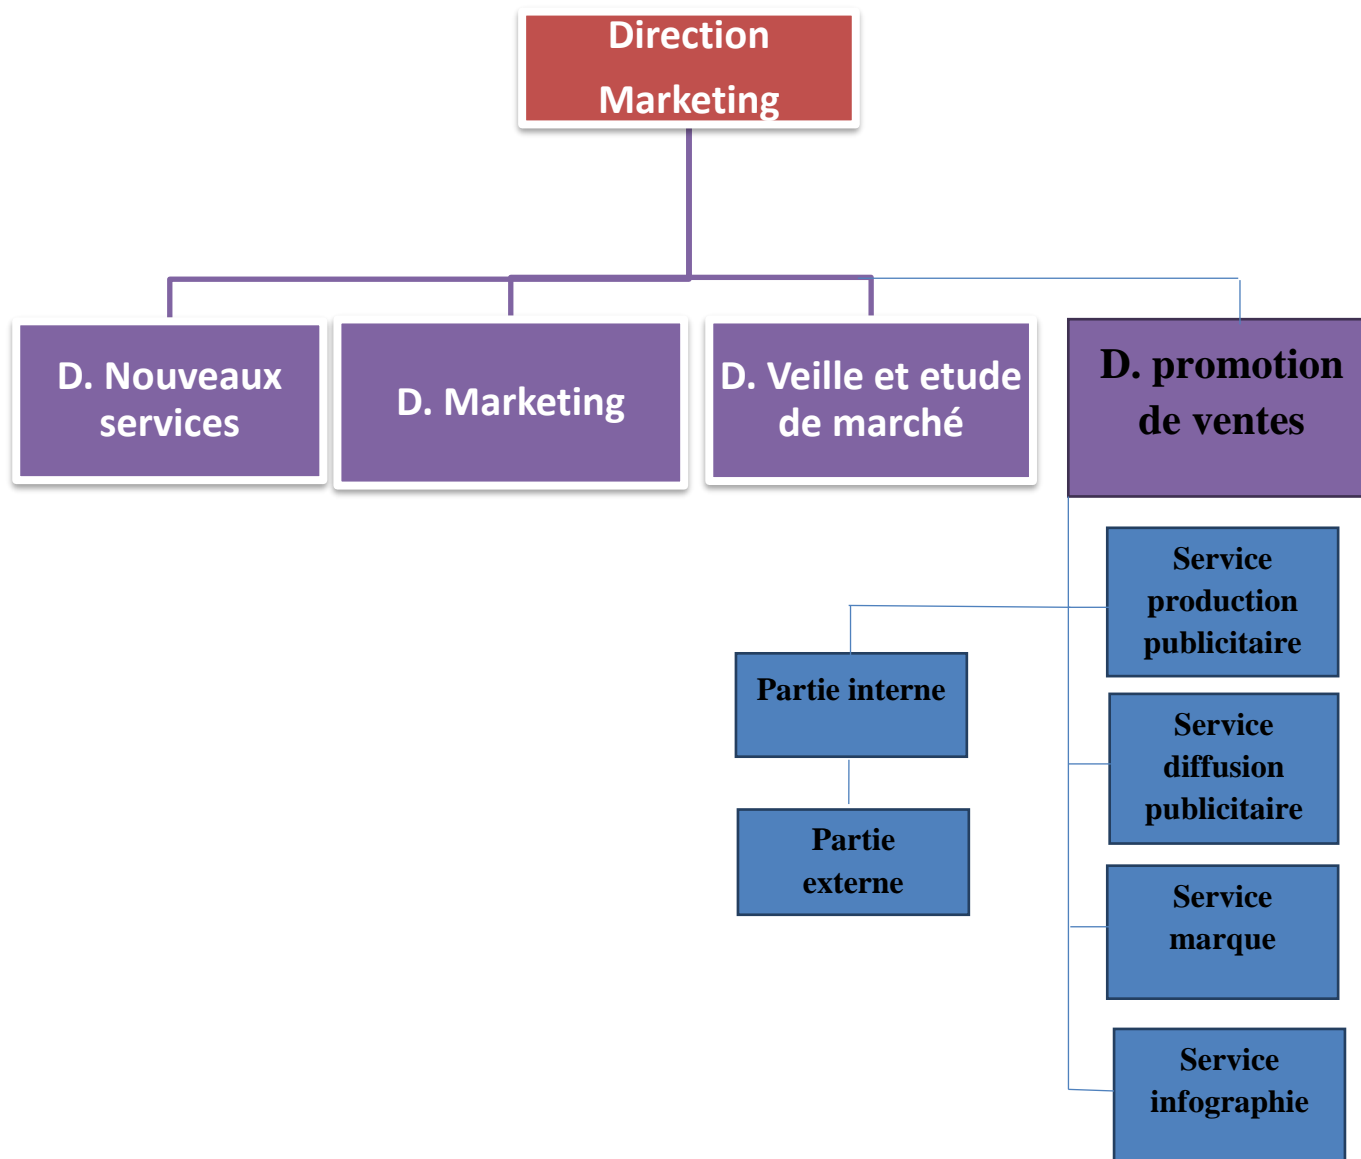 Direction
Marketing
D. Nouveaux
services
D. Marketing
D. Veille et etude
de marché
D. promotion
de ventes
Service
production
publicitaire
Partie interne
Service
diffusion
publicitaire
Partie
externe
Service
marque
Service
infographie